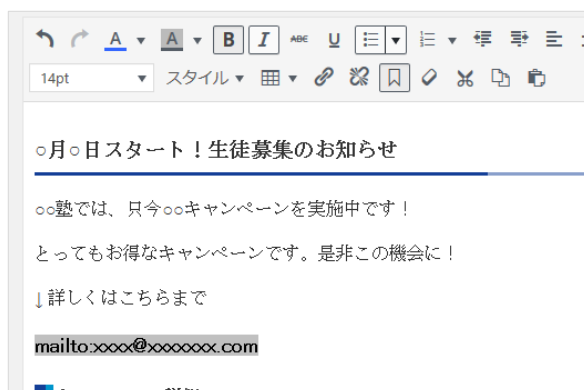 A A B I ABC U
14pt スタイル
○月○日スタート！生徒募集のお知らせ
○○塾では、只今○○キャンペーンを実施中です！
とってもお得なキャンペーンです。是非この機会に！
↓詳しくはこちらまで
mailto:xxxx@xxxxxxx.com